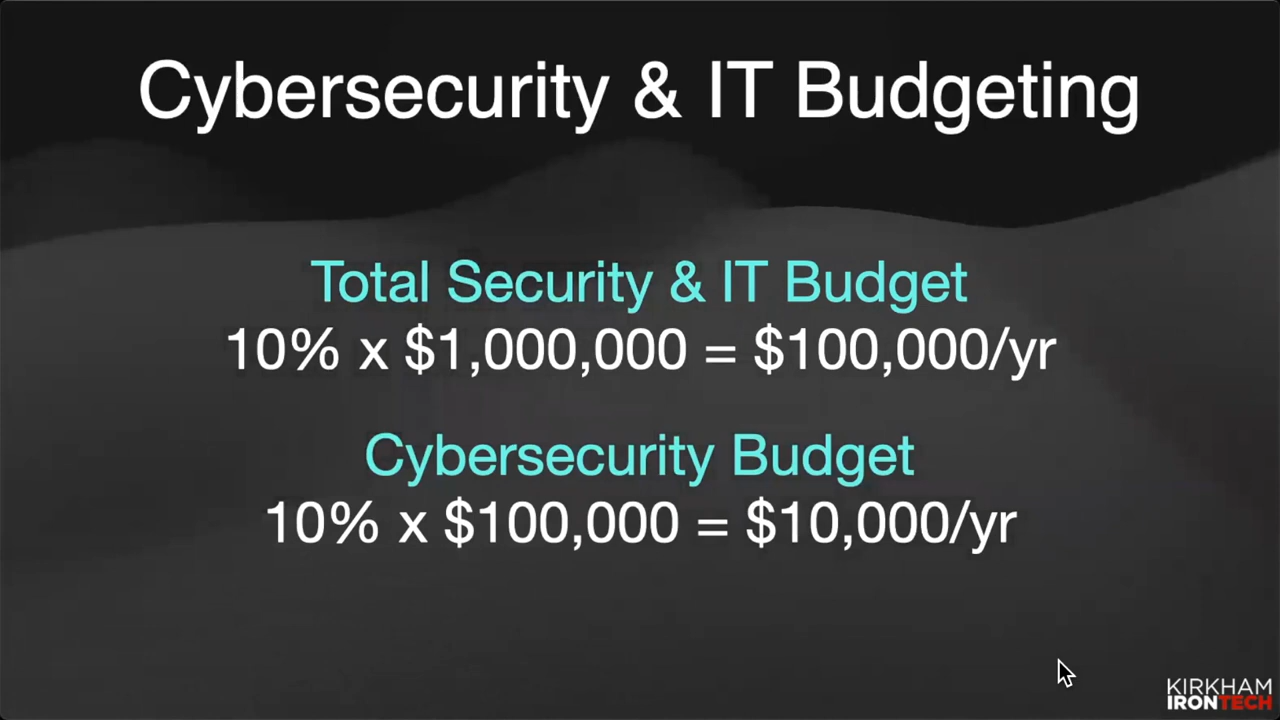 Cybersecurity & IT Budgeting
Total Security & IT Budget
10% x $1,000,000 = $100,000/yr
Cybersecurity Budget
10% x $100,000 = $10,000/yr
KIRKHAM
IRONTECH